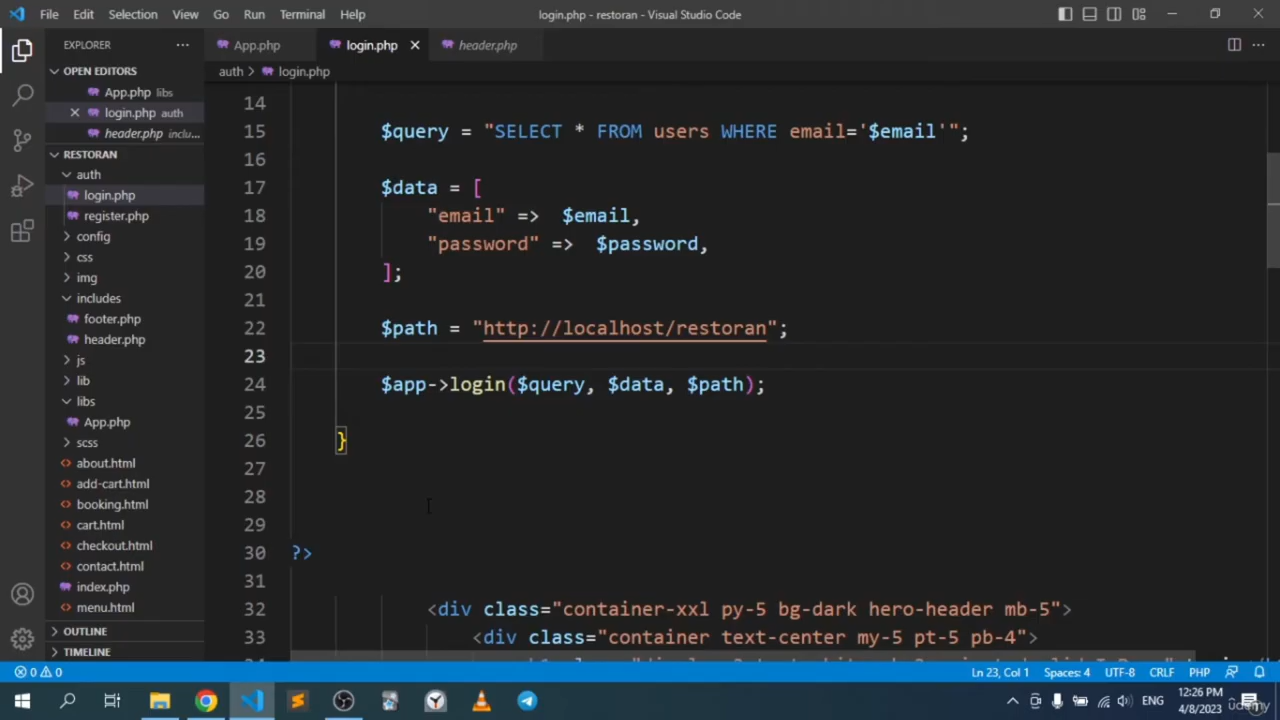 File Edit Selection View Go Run Terminal Help
login.php - restoran - Visual Studio Code
EXPLORER
App.php
login.php
header.php
OPEN EDITORS
App.php libs
login.php auth
header.php inclu...
RESTORAN
auth
login.php
register.php
config
css
img
includes
footer.php
header.php
js
lib
libs
App.php
scss
about.html
add-cart.html
booking.html
cart.html
checkout.html
contact.html
index.php
menu.html
OUTLINE
TIMELINE
auth > login.php
14
15 $query = "SELECT * FROM users WHERE email='$email'";
16
17 $data = [
18 "email" => $email,
19 "password" => $password,
20 ];
21
22 $path = "http://localhost/restoran";
23
24 $app->login($query, $data, $path);
25
26 }
27
28
29
30 ?>
31
32 <div class="container-xxl py-5 bg-dark hero-header mb-5">
33 <div class="container text-center my-5 pt-5 pb-4">
0 0
Ln 23, Col 1 Spaces: 4 UTF-8 CRLF PHP
ENG
12:26 PM
4/8/2023
udemy